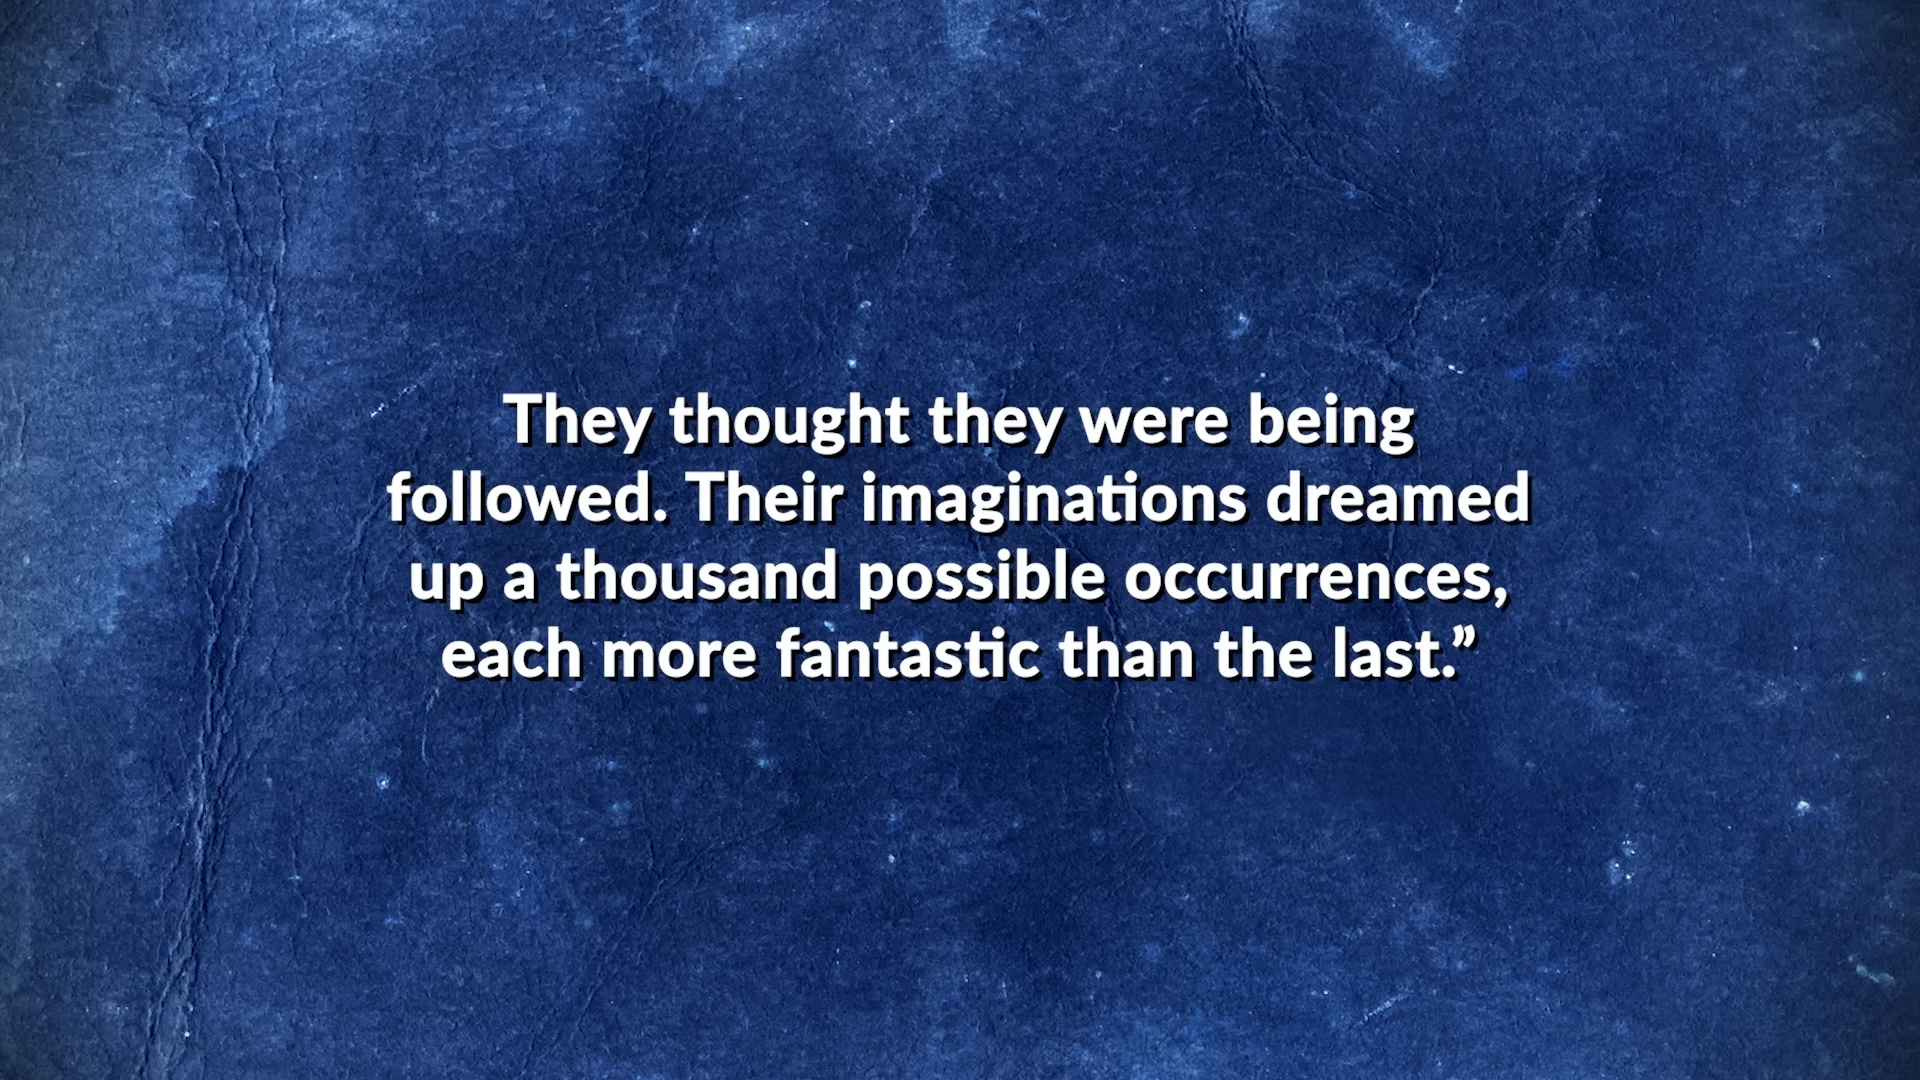 They thought they were being
followed. Their imaginations dreamed
up a thousand possible occurrences,
each more fantastic than the last.”